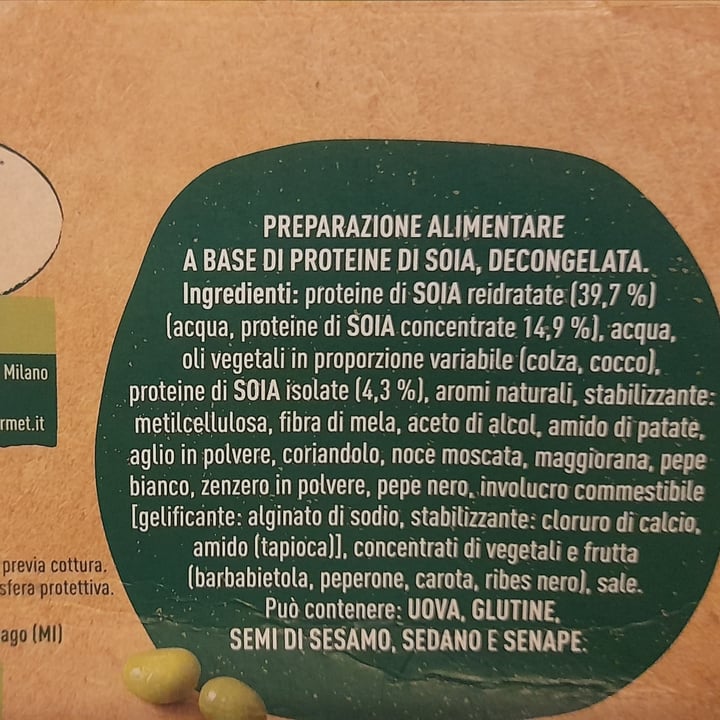 PREPARAZIONE ALIMENTARE
A BASE DI PROTEINE DI SOIA, DECONGELATA.
Ingredienti: proteine di SOIA reidratate (39,7 %)
(acqua, proteine di SOIA concentrate 14,9 %), acqua,
oli vegetali in proporzione variabile (colza, cocco),
proteine di SOIA isolate (4,3 %), aromi naturali, stabilizzante:
metilcellulosa, fibra di mela, aceto di alcol, amido di patate,
aglio in polvere, coriandolo, noce moscata, maggiorana, pepe
bianco, zenzero in polvere, pepe nero, involucro commestibile
[gelificante: alginato di sodio, stabilizzante: cloruro di calcio,
amido (tapioca)], concentrati di vegetali e frutta
(barbabietola, peperone, carota, ribes nero), sale.
Può contenere: UOVA, GLUTINE,
SEMI DI SESAMO, SEDANO E SENAPE.
Milano
rmet.it
previa cottura.
sfera protettiva.
ago (MI)